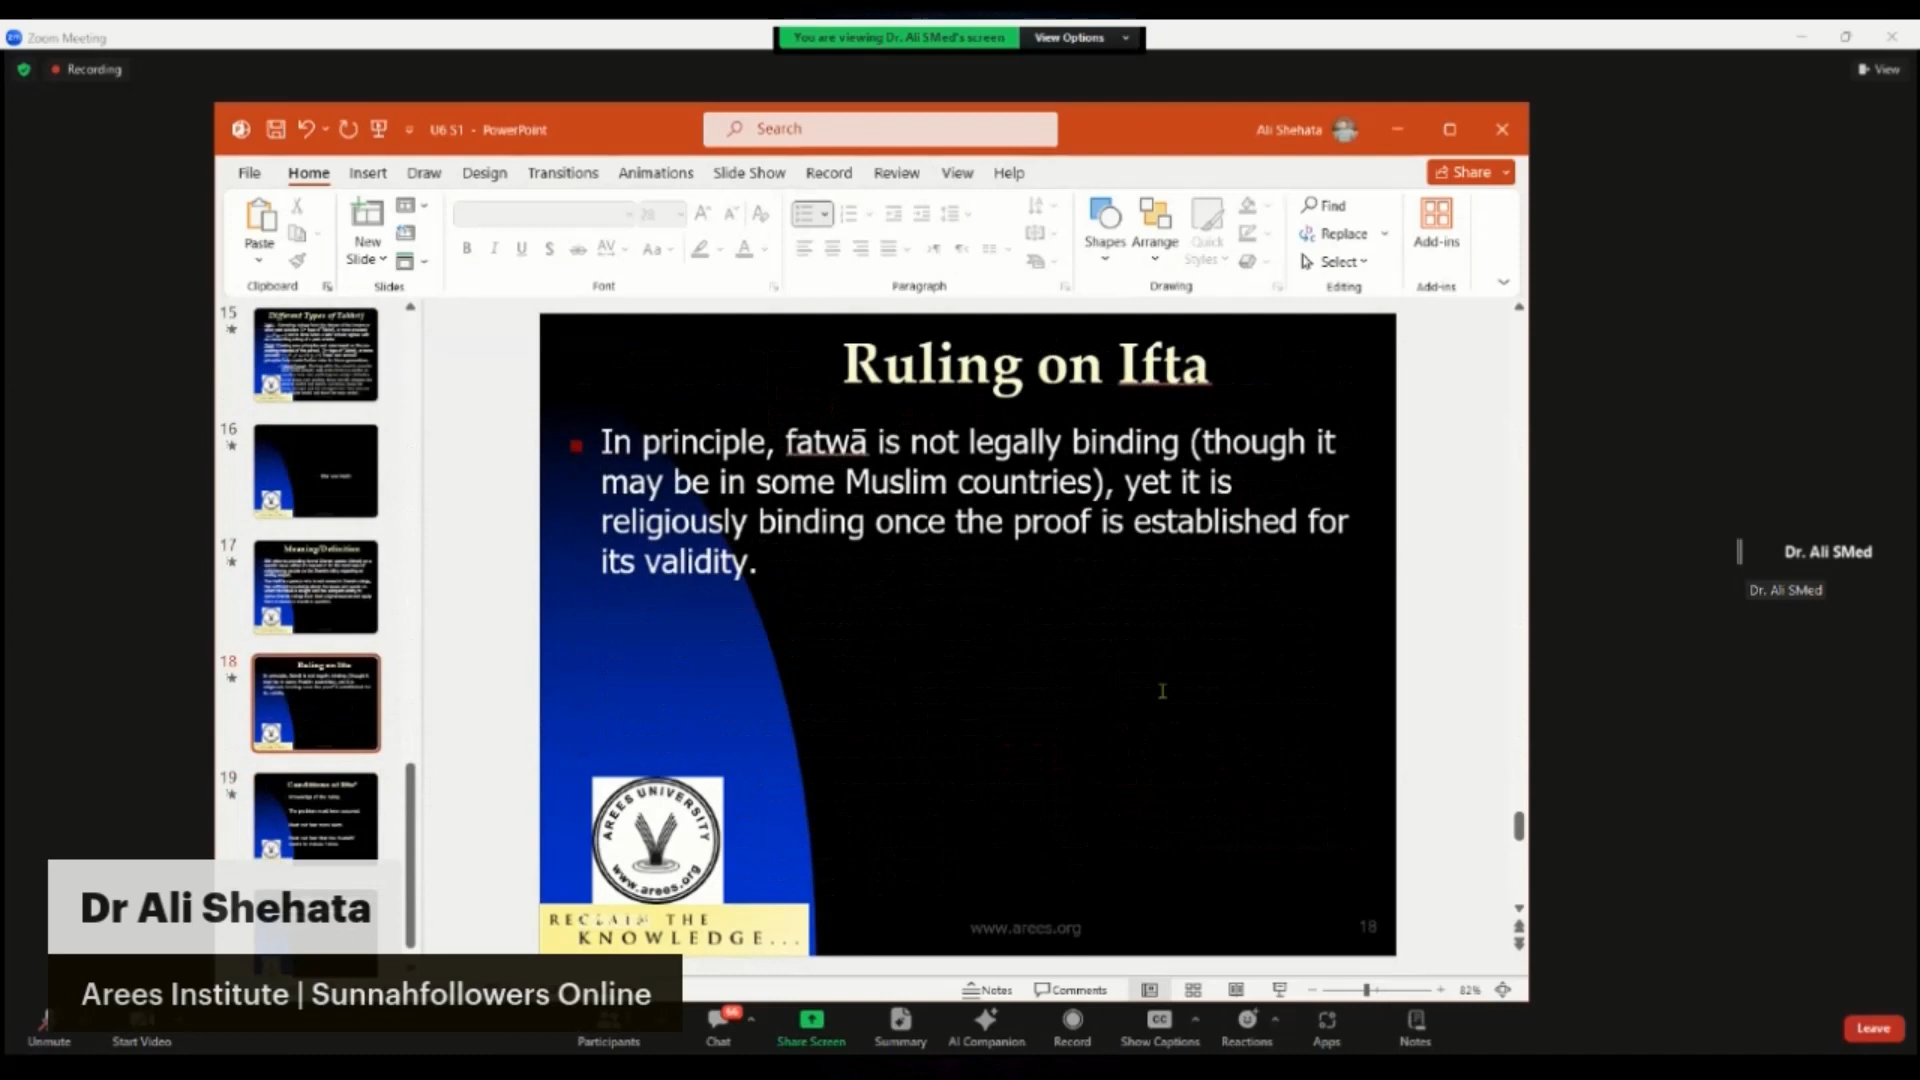 Zoom Meeting
You are viewing Dr. Ali SMed's screen
View Options
Recording
View
U6 S1 - PowerPoint
Search
Ali Shehata
File Home Insert Draw Design Transitions Animations Slide Show Record Review View Help
Share
Paste
New Slide
28
Shapes Arrange Quick Styles
Find
Replace
Select
Add-ins
Clipboard Slides Font Paragraph Drawing Editing Add-ins
15
Different Types of Takhrij
16
17
Meaning/Definition
18
Ruling on Ifta
19
Conditions of Ifta'
Ruling on Ifta
In principle, fatwā is not legally binding (though it
may be in some Muslim countries), yet it is
religiously binding once the proof is established for
its validity.
AREES UNIVERSITY
www.arees.org
RECLAIM THE
KNOWLEDGE...
www.arees.org
18
Dr. Ali SMed
Dr. Ali SMed
Dr Ali Shehata
Arees Institute | Sunnahfollowers Online
Notes Comments 82%
Unmute Start Video Participants Chat 66 Share Screen Summary AI Companion Record Show Captions Reactions Apps Notes
Leave